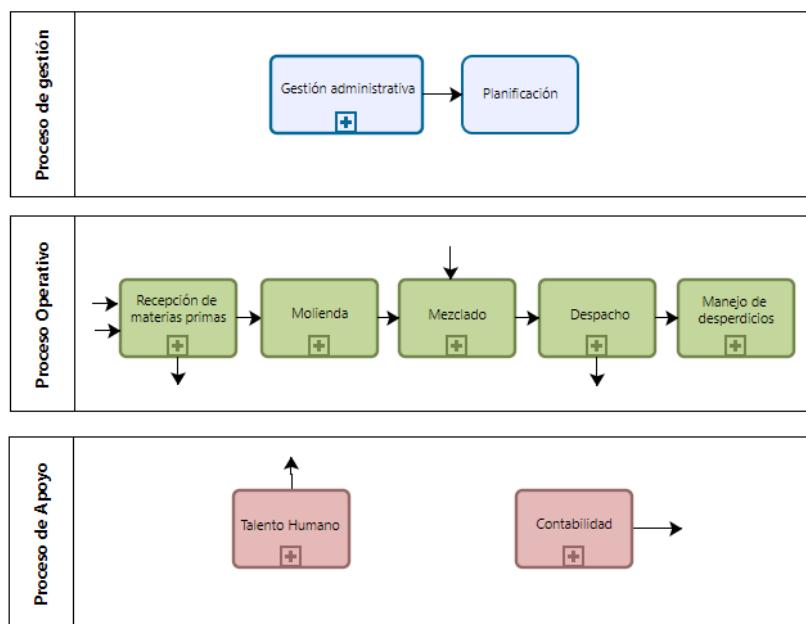 Proceso de gestión
Gestión administrativa
Planificación
Proceso Operativo
Recepción de
materias primas
Molienda
Mezclado
Despacho
Manejo de
desperdicios
Proceso de Apoyo
Talento Humano
Contabilidad